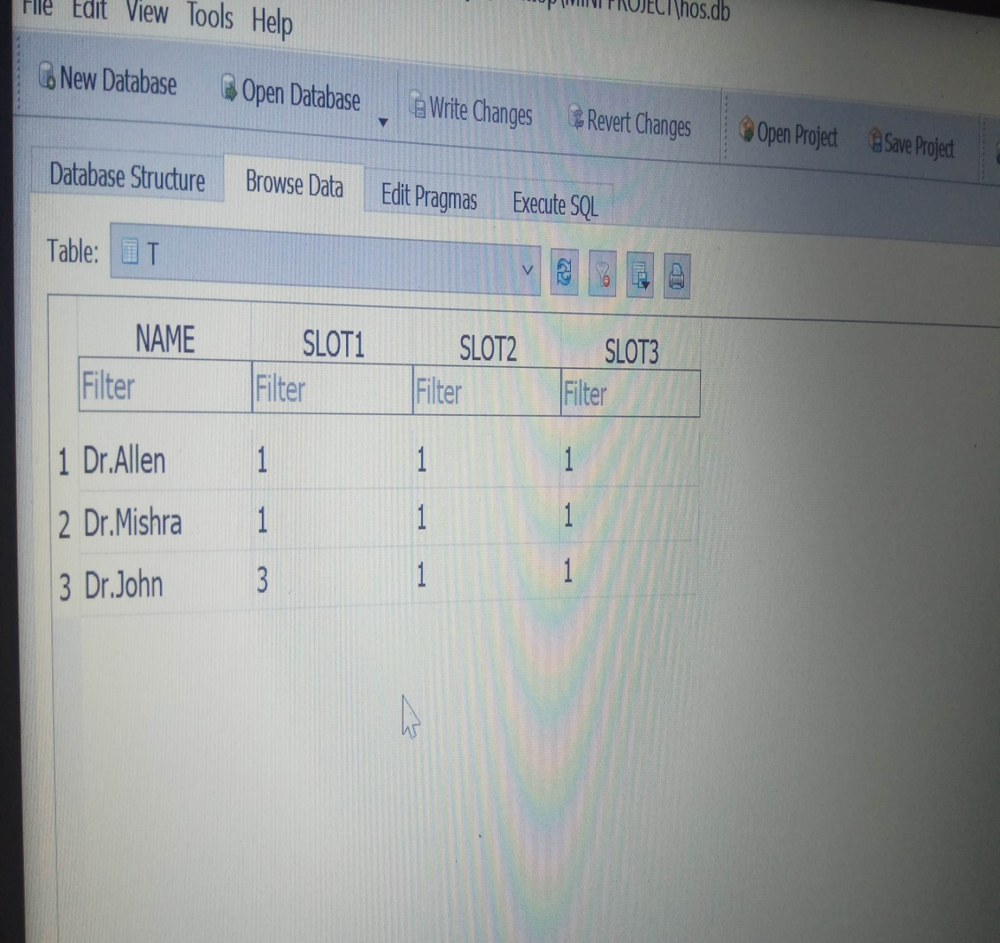 File Edit View Tools Help
\MINI PROJECT\hos.db
New Database Open Database Write Changes Revert Changes Open Project Save Project
Database Structure Browse Data Edit Pragmas Execute SQL
Table: T
NAME SLOT1 SLOT2 SLOT3
Filter Filter Filter Filter
1 Dr.Allen 1 1 1
2 Dr.Mishra 1 1 1
3 Dr.John 3 1 1